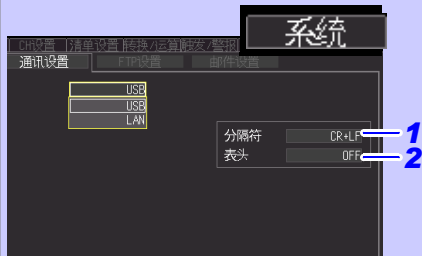 系统
CH设置 清单设置 转换/运算 触发/警报
通讯设置 FTP设置 邮件设置
USB
USB
LAN
分隔符 CR+LF 1
表头 OFF 2